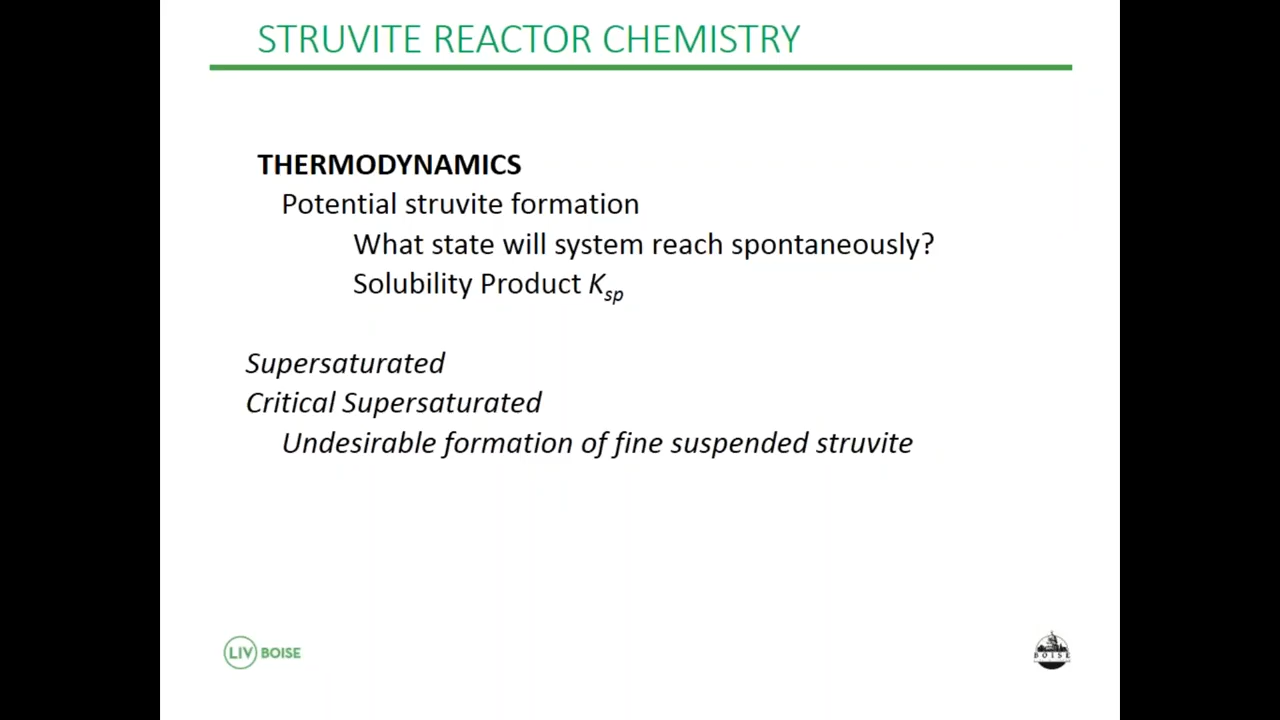 STRUVITE REACTOR CHEMISTRY
THERMODYNAMICS
Potential struvite formation
What state will system reach spontaneously?
Solubility Product Ksp
Supersaturated
Critical Supersaturated
Undesirable formation of fine suspended struvite
LIV BOISE
BOISE